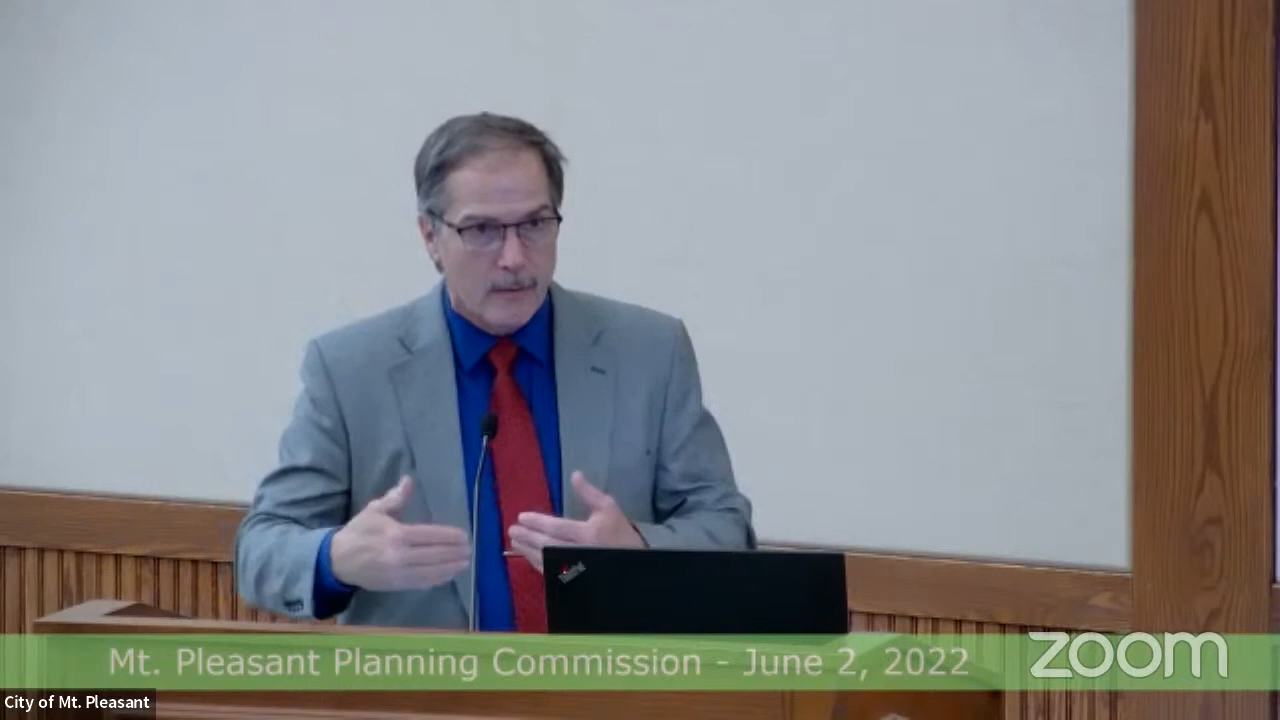 ThinkPad
Mt. Pleasant Planning Commission - June 2, 2022
zoom
City of Mt. Pleasant